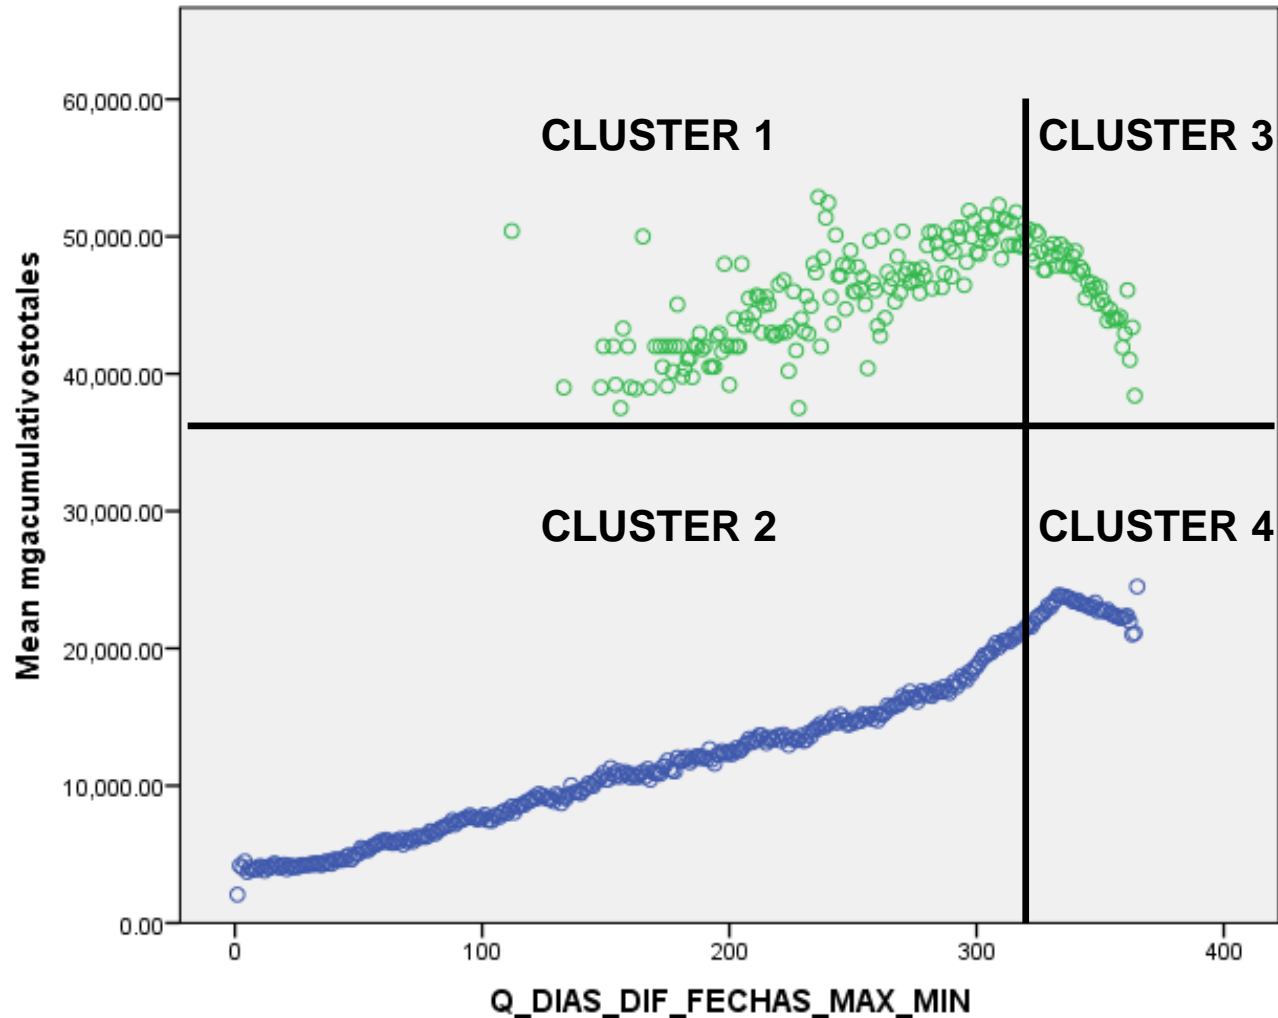 60,000.00
50,000.00
40,000.00
30,000.00
20,000.00
10,000.00
0.00
Mean mgacumulativostotales
CLUSTER 1
CLUSTER 3
CLUSTER 2
CLUSTER 4
0 100 200 300 400
Q_DIAS_DIF_FECHAS_MAX_MIN